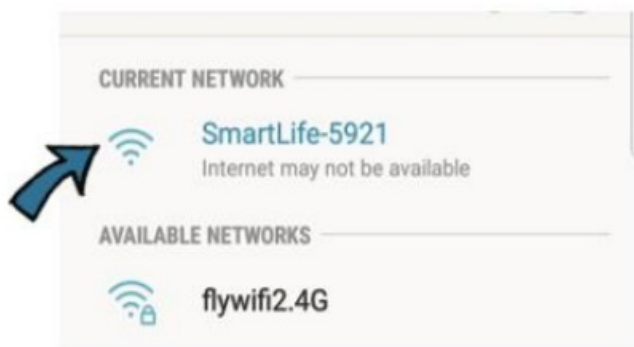 CURRENT NETWORK
SmartLife-5921
Internet may not be available
AVAILABLE NETWORKS
flywifi2.4G